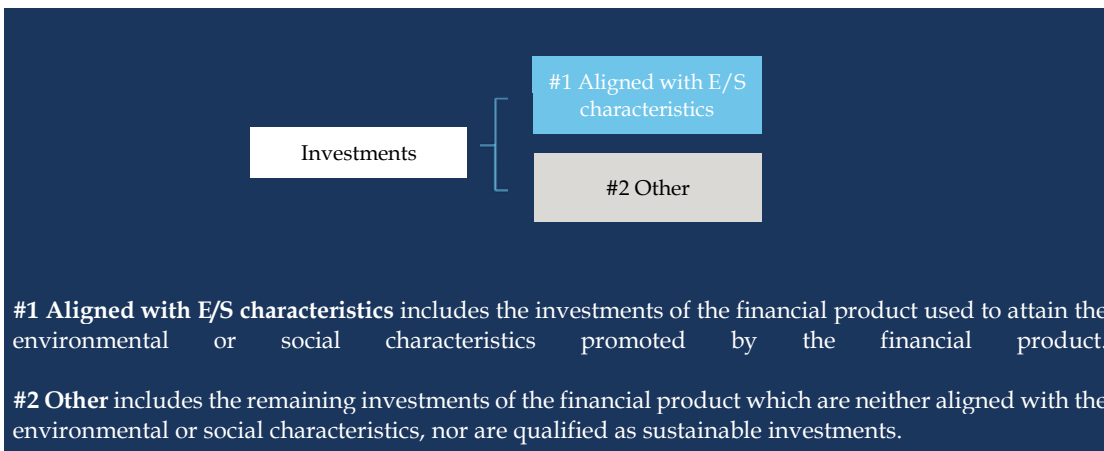 #1 Aligned with E/S
characteristics
Investments
#2 Other
#1 Aligned with E/S characteristics includes the investments of the financial product used to attain the
environmental or social characteristics promoted by the financial product.
#2 Other includes the remaining investments of the financial product which are neither aligned with the
environmental or social characteristics, nor are qualified as sustainable investments.